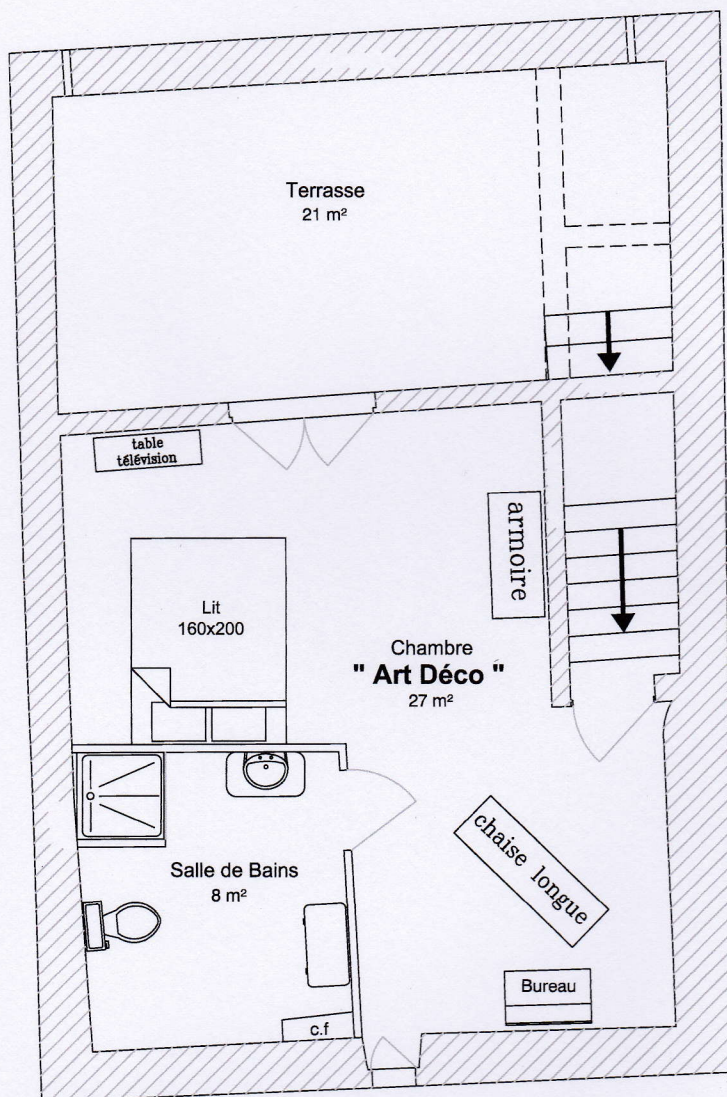 Terrasse
21 m²
table
télévision
armoire
Lit
160x200
Chambre
" Art Déco "
27 m²
chaise longue
Salle de Bains
8 m²
Bureau
c.f